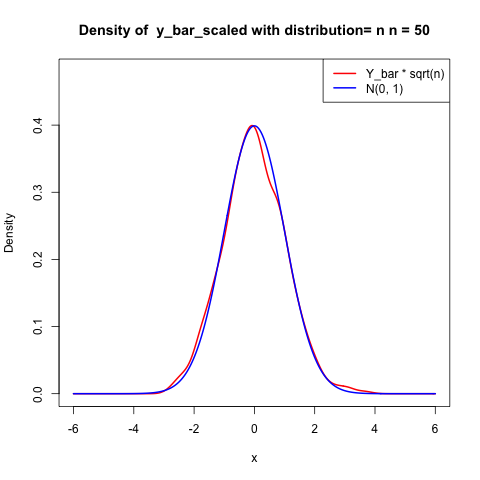 Density of  y_bar_scaled with distribution= n n = 50
Y_bar * sqrt(n)
N(0, 1)
Density
0.4
0.3
0.2
0.1
0.0
-6 -4 -2 0 2 4 6
x